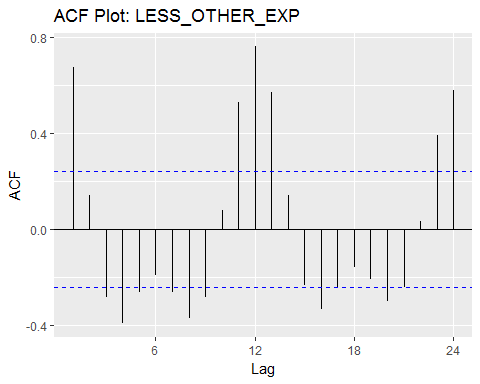 ACF Plot: LESS_OTHER_EXP
0.8
0.4
0.0
-0.4
ACF
6 12 18 24
Lag